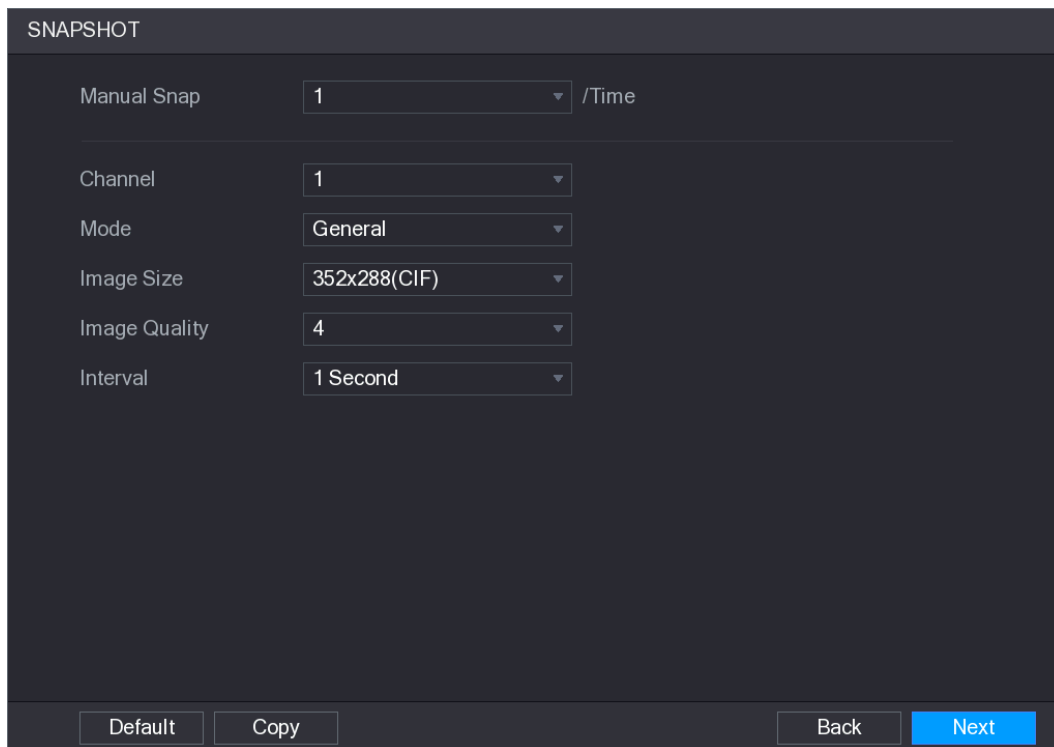 SNAPSHOT
Manual Snap 1 /Time
Channel 1
Mode General
Image Size 352x288(CIF)
Image Quality 4
Interval 1 Second
Default Copy Back Next